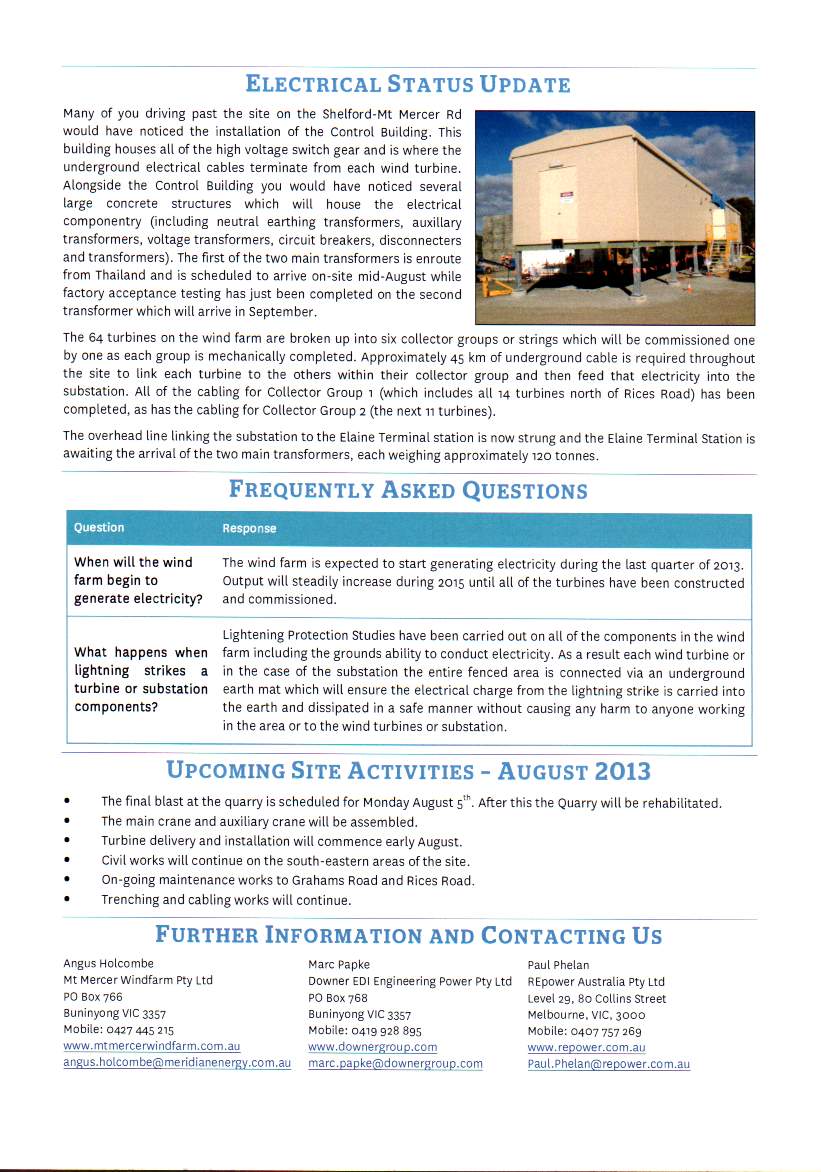 ELECTRICAL STATUS UPDATE
Many of you driving past the site on the Shelford-Mt Mercer Rd
would have noticed the installation of the Control Building. This
building houses all of the high voltage switch gear and is where the
underground electrical cables terminate from each wind turbine.
Alongside the Control Building you would have noticed several
large concrete structures which will house the electrical
componentry (including neutral earthing transformers, auxillary
transformers, voltage transformers, circuit breakers, disconnecters
and transformers). The first of the two main transformers is enroute
from Thailand and is scheduled to arrive on-site mid-August while
factory acceptance testing has just been completed on the second
transformer which will arrive in September.
The 64 turbines on the wind farm are broken up into six collector groups or strings which will be commissioned one
by one as each group is mechanically completed. Approximately 45 km of underground cable is required throughout
the site to link each turbine to the others within their collector group and then feed that electricity into the
substation. All of the cabling for Collector Group 1 (which includes all 14 turbines north of Rices Road) has been
completed, as has the cabling for Collector Group 2 (the next 11 turbines).
The overhead line linking the substation to the Elaine Terminal station is now strung and the Elaine Terminal Station is
awaiting the arrival of the two main transformers, each weighing approximately 120 tonnes.
FREQUENTLY ASKED QUESTIONS
Question Response
When will the wind
farm begin to
generate electricity?
The wind farm is expected to start generating electricity during the last quarter of 2013.
Output will steadily increase during 2015 until all of the turbines have been constructed
and commissioned.
What happens when
lightning strikes a
turbine or substation
components?
Lightening Protection Studies have been carried out on all of the components in the wind
farm including the grounds ability to conduct electricity. As a result each wind turbine or
in the case of the substation the entire fenced area is connected via an underground
earth mat which will ensure the electrical charge from the lightning strike is carried into
the earth and dissipated in a safe manner without causing any harm to anyone working
in the area or to the wind turbines or substation.
UPCOMING SITE ACTIVITIES – AUGUST 2013
• The final blast at the quarry is scheduled for Monday August 5th. After this the Quarry will be rehabilitated.
• The main crane and auxiliary crane will be assembled.
• Turbine delivery and installation will commence early August.
• Civil works will continue on the south-eastern areas of the site.
• On-going maintenance works to Grahams Road and Rices Road.
• Trenching and cabling works will continue.
FURTHER INFORMATION AND CONTACTING US
Angus Holcombe
Mt Mercer Windfarm Pty Ltd
PO Box 766
Buninyong VIC 3357
Mobile: 0427 445 215
www.mtmercerwindfarm.com.au
angus.holcombe@meridianenergy.com.au
Marc Papke
Downer EDI Engineering Power Pty Ltd
PO Box 768
Buninyong VIC 3357
Mobile: 0419 928 895
www.downergroup.com
marc.papke@downergroup.com
Paul Phelan
REpower Australia Pty Ltd
Level 29, 80 Collins Street
Melbourne, VIC, 3000
Mobile: 0407 757 269
www.repower.com.au
Paul.Phelan@repower.com.au